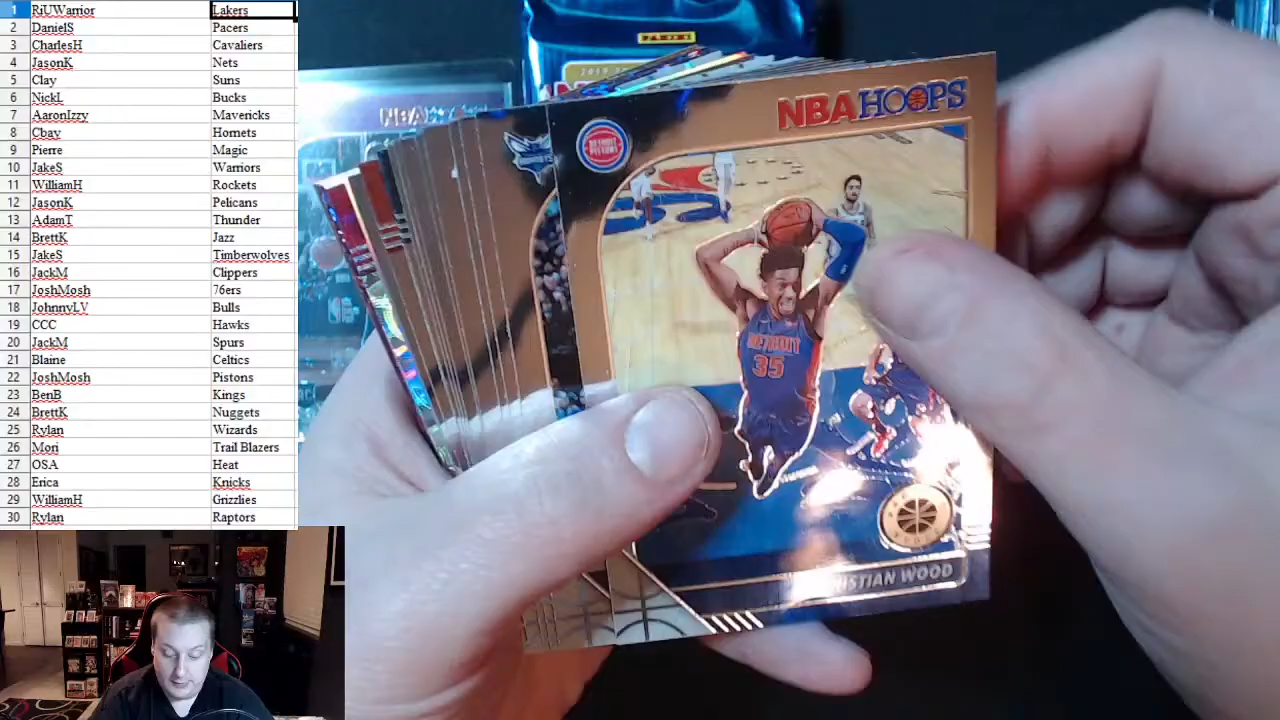 1 RiUWarrior Lakers
2 DanielS Pacers
3 CharlesH Cavaliers
4 JasonK Nets
5 Clay Suns
6 NickL Bucks
7 AaronIzzy Mavericks
8 Cbay Hornets
9 Pierre Magic
10 JakeS Warriors
11 WilliamH Rockets
12 JasonK Pelicans
13 AdamT Thunder
14 BrettK Jazz
15 JakeS Timberwolves
16 JackM Clippers
17 JoshMosh 76ers
18 JohnnyLV Bulls
19 CCC Hawks
20 JackM Spurs
21 Blaine Celtics
22 JoshMosh Pistons
23 BenB Kings
24 BrettK Nuggets
25 Rylan Wizards
26 Mori Trail Blazers
27 OSA Heat
28 Erica Knicks
29 WilliamH Grizzlies
30 Rylan Raptors
PANINI
NBA HOOPS
DETROIT PISTONS
DETROIT
35
WOOD